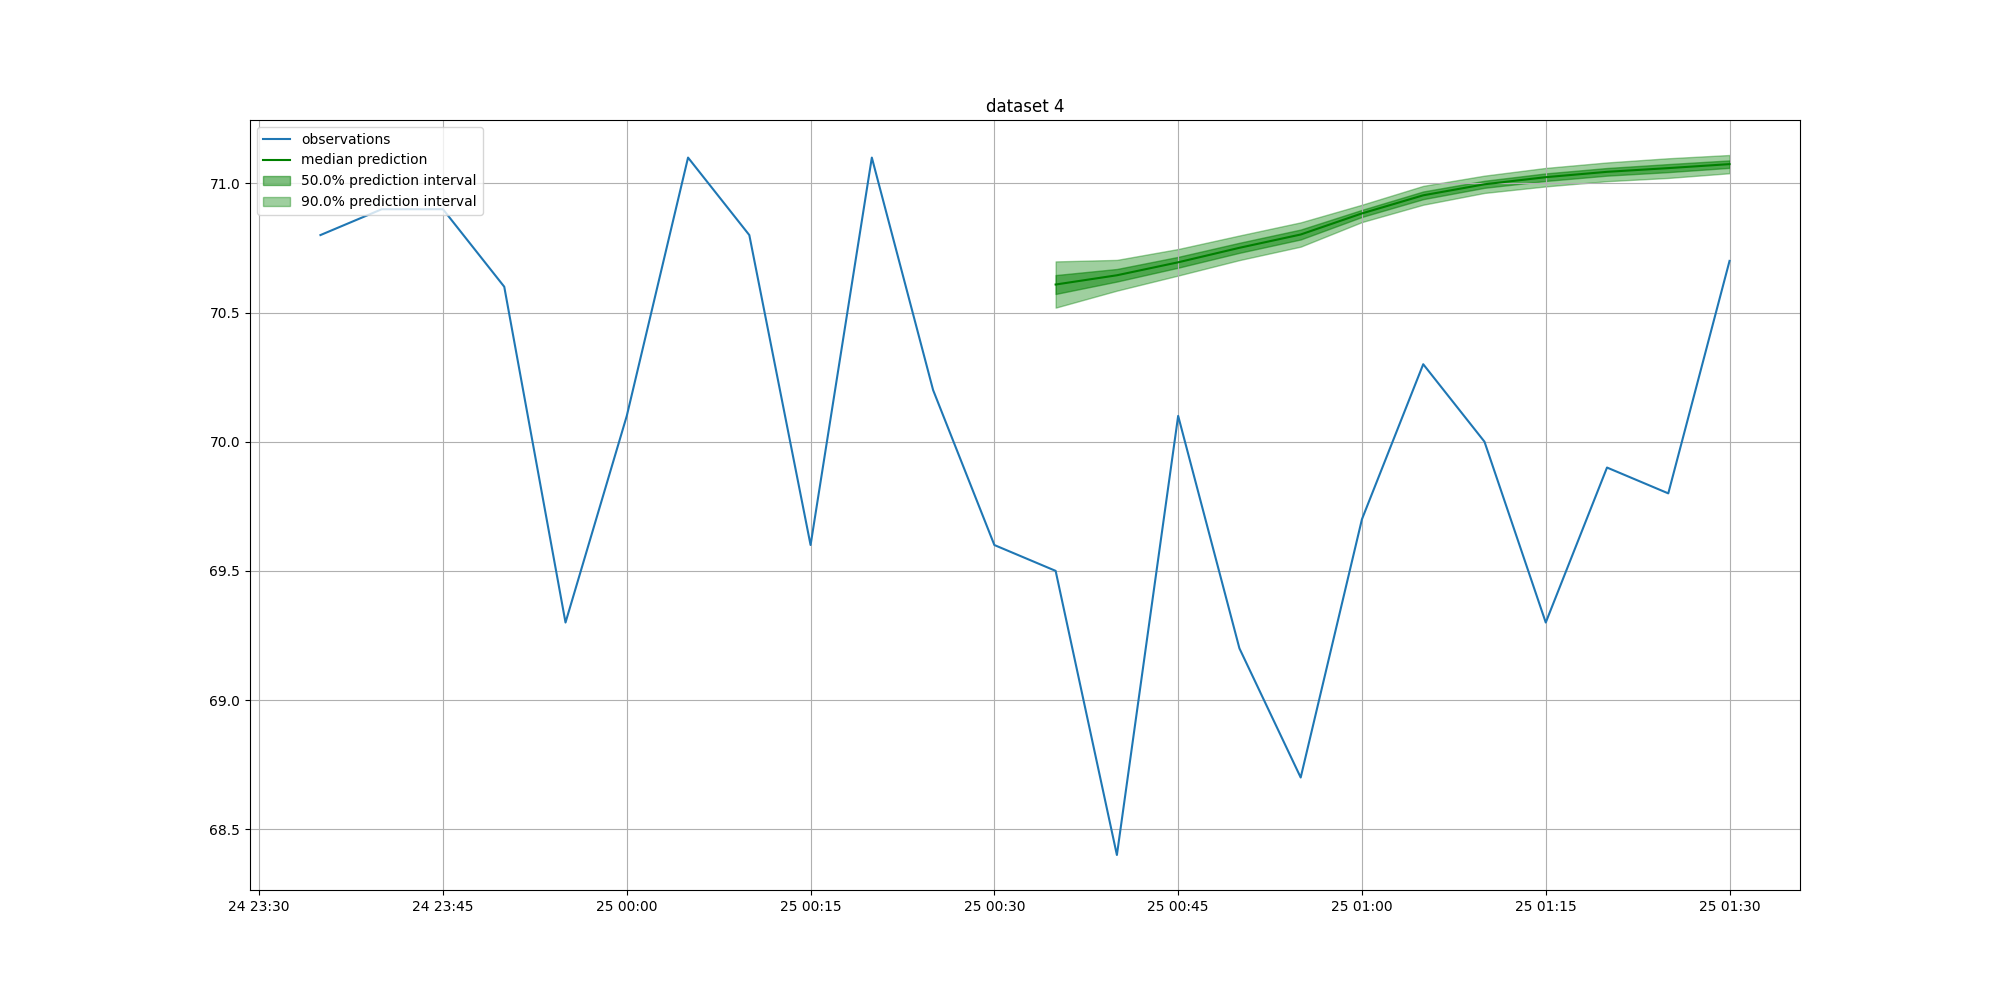 dataset 4
observations
median prediction
50.0% prediction interval
90.0% prediction interval
71.0
70.5
70.0
69.5
69.0
68.5
24 23:30 24 23:45 25 00:00 25 00:15 25 00:30 25 00:45 25 01:00 25 01:15 25 01:30